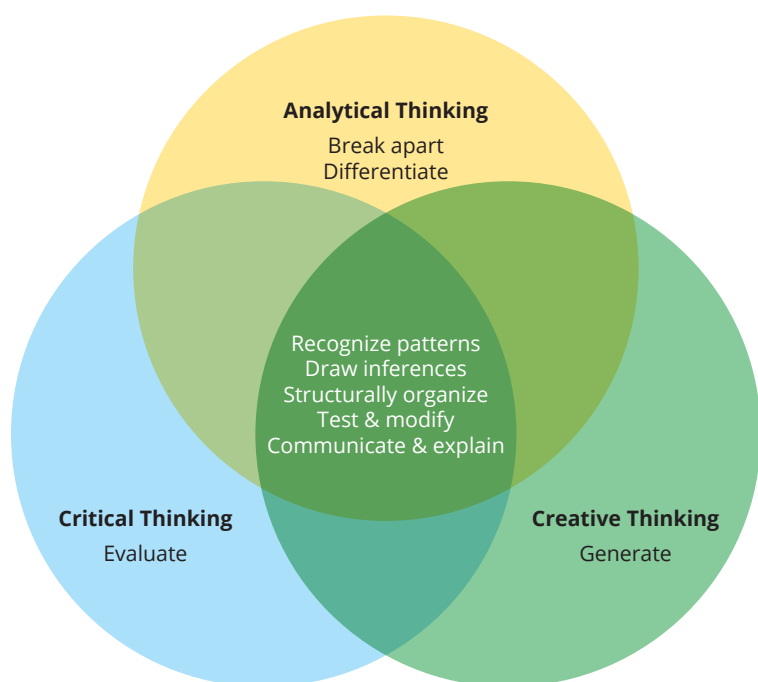 Analytical Thinking
Break apart
Differentiate
Recognize patterns
Draw inferences
Structurally organize
Test & modify
Communicate & explain
Critical Thinking
Evaluate
Creative Thinking
Generate